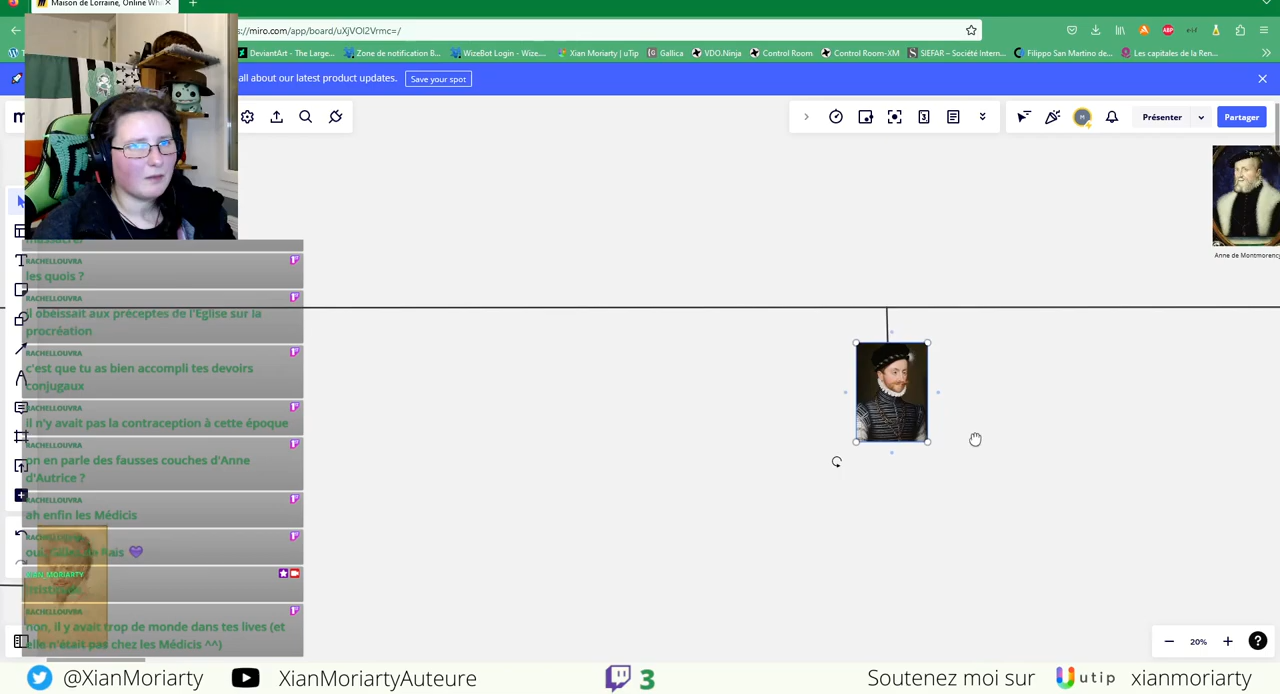 Maison de Lorraine, Online Wh
s://miro.com/app/board/uXjVOl2Vrmc=/
DeviantArt - The Large...
Zone de notification B...
WizeBot Login - Wize...
Xian Moriarty | uTip
Gallica
VDO.Ninja
Control Room
Control Room-XM
SIEFAR – Société Intern...
Filippo San Martino de...
Les capitales de la Ren...
all about our latest product updates.
Save your spot
Présenter
Partager
Anne de Montmorency
RACHELLOUVRA
les quois ?
RACHELLOUVRA
il obéissait aux préceptes de l'Eglise sur la
procréation
RACHELLOUVRA
c'est que tu as bien accompli tes devoirs
conjugaux
RACHELLOUVRA
il n'y avait pas la contraception à cette époque
RACHELLOUVRA
on en parle des fausses couches d'Anne
d'Autrice ?
RACHELLOUVRA
ah enfin les Médicis
RACHELLOUVRA
oui, Gilles de Rais 💜
XIAN_MORIARTY
RACHELLOUVRA
non, il y avait trop de monde dans tes lives (et
elle n'était pas chez les Médicis ^^)
20%
@XianMoriarty
XianMoriartyAuteure
3
Soutenez moi sur
utip
xianmoriarty